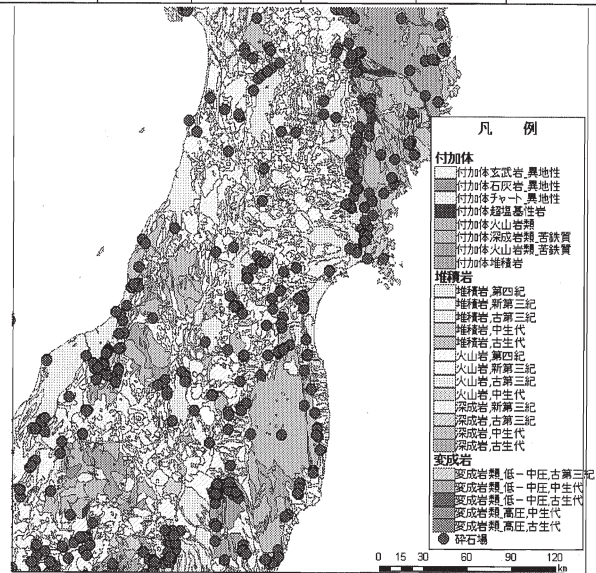 凡 例
付加体
付加体玄武岩_異地性
付加体石灰岩_異地性
付加体チャート_異地性
付加体超塩基性岩
付加体火山岩類
付加体深成岩類_苦鉄質
付加体火山岩類_苦鉄質
付加体堆積岩
堆積岩
堆積岩_第四紀
堆積岩_新第三紀
堆積岩_古第三紀
堆積岩_中生代
堆積岩_古生代
火山岩_第四紀
火山岩_新第三紀
火山岩_古第三紀
火山岩_中生代
深成岩_新第三紀
深成岩_古第三紀
深成岩_中生代
深成岩_古生代
変成岩
変成岩類_低－中圧_古第三紀
変成岩類_低－中圧_中生代
変成岩類_低－中圧_古生代
変成岩類_高圧_中生代
変成岩類_高圧_古生代
砕石場
0 15 30 60 90 120
km